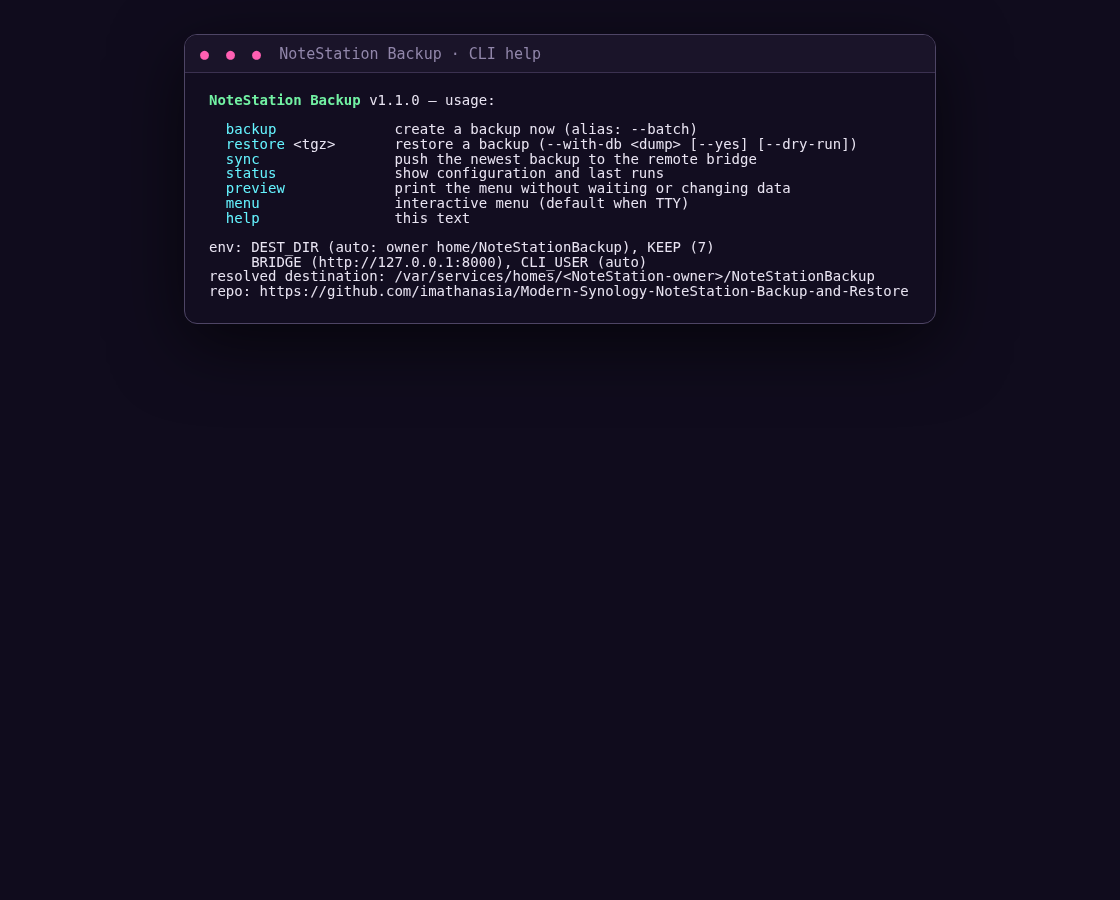 NoteStation Backup · CLI help
NoteStation Backup v1.1.0 — usage:
backup create a backup now (alias: --batch)
restore <tgz> restore a backup (--with-db <dump> [--yes] [--dry-run])
sync push the newest backup to the remote bridge
status show configuration and last runs
preview print the menu without waiting or changing data
menu interactive menu (default when TTY)
help this text
env: DEST_DIR (auto: owner home/NoteStationBackup), KEEP (7)
BRIDGE (http://127.0.0.1:8000), CLI_USER (auto)
resolved destination: /var/services/homes/<NoteStation-owner>/NoteStationBackup
repo: https://github.com/imathanasia/Modern-Synology-NoteStation-Backup-and-Restore